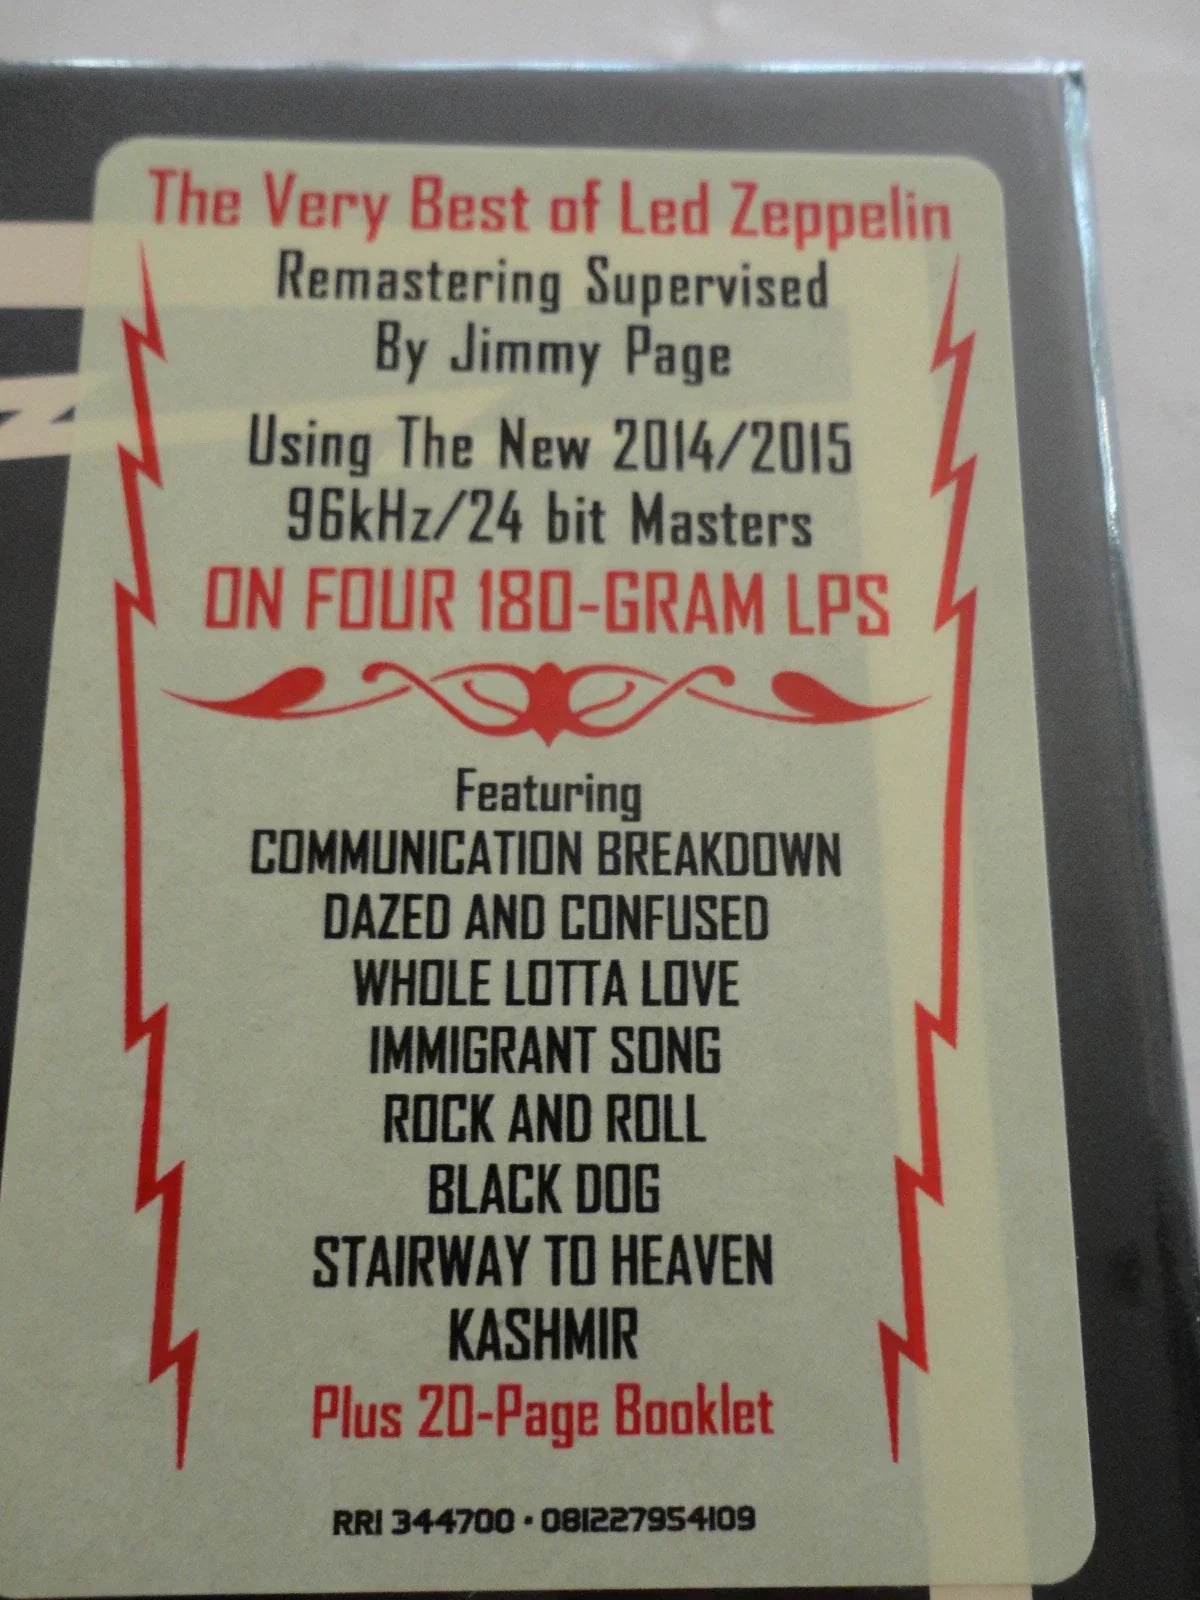 The Very Best of Led Zeppelin
Remastering Supervised
By Jimmy Page
Using The New 2014/2015
96kHz/24 bit Masters
ON FOUR 180-GRAM LPS
Featuring
COMMUNICATION BREAKDOWN
DAZED AND CONFUSED
WHOLE LOTTA LOVE
IMMIGRANT SONG
ROCK AND ROLL
BLACK DOG
STAIRWAY TO HEAVEN
KASHMIR
Plus 20-Page Booklet
RRI 344700 • 081227954109